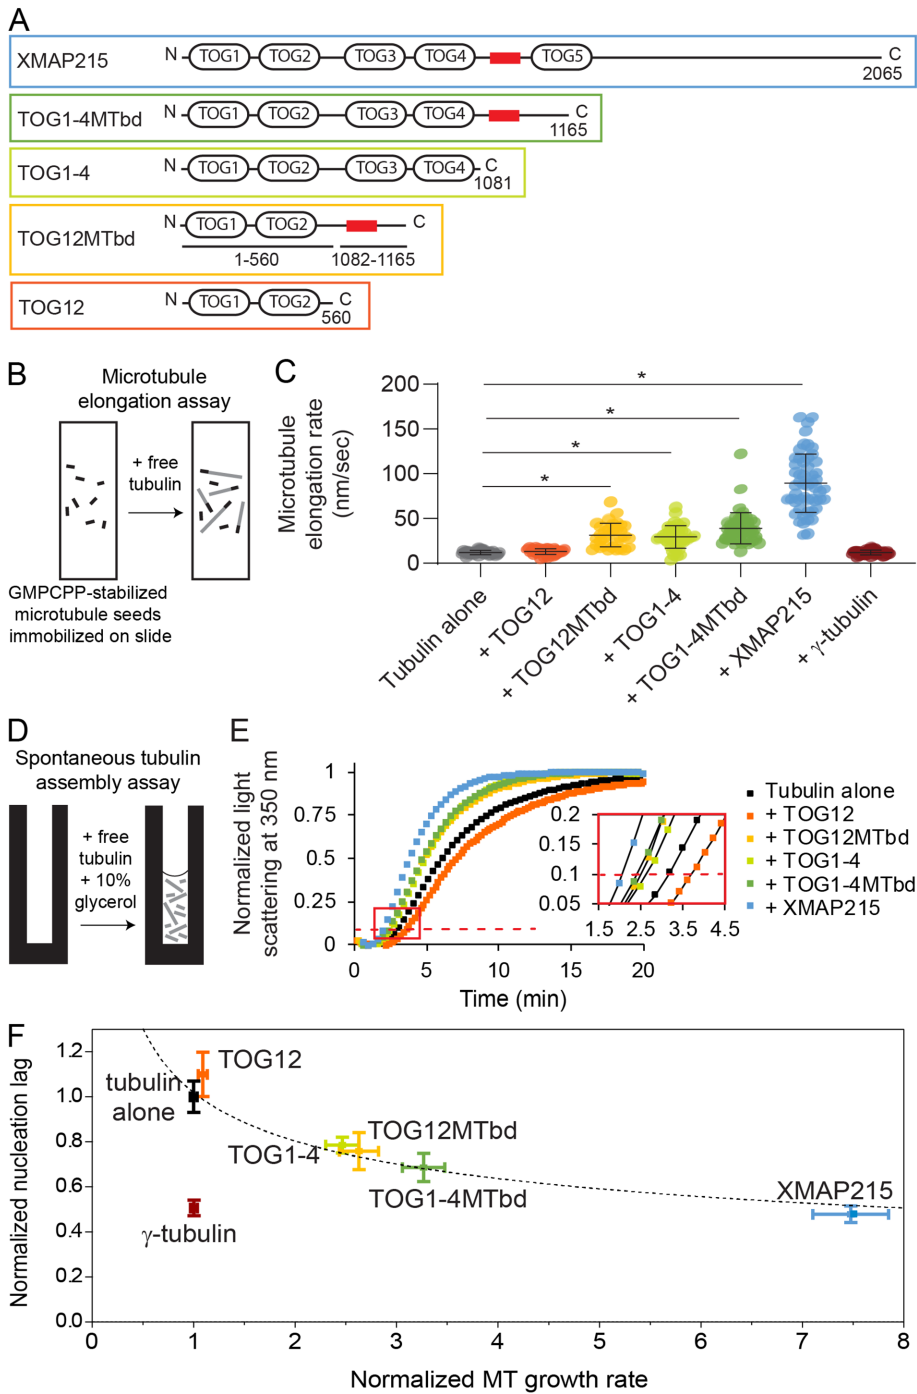 A
XMAP215 N TOG1 TOG2 TOG3 TOG4 TOG5 C
2065
TOG1-4MTbd N TOG1 TOG2 TOG3 TOG4 C
1165
TOG1-4 N TOG1 TOG2 TOG3 TOG4 C
1081
TOG12MTbd N TOG1 TOG2 C
1-560 1082-1165
TOG12 N TOG1 TOG2 C
560
B
Microtubule
elongation assay
+ free
tubulin
GMPCPP-stabilized
microtubule seeds
immobilized on slide
C
Microtubule
elongation rate
(nm/sec)
200
150
100
50
0
*
*
*
*
Tubulin alone
+ TOG12
+ TOG12MTbd
+ TOG1-4
+ TOG1-4MTbd
+ XMAP215
+ γ-tubulin
D
Spontaneous tubulin
assembly assay
+ free
tubulin
+ 10%
glycerol
E
Normalized light
scattering at 350 nm
1
0.75
0.5
0.25
0
0 5 10 15 20
Time (min)
0.2
0.15
0.1
0.05
1.5 2.5 3.5 4.5
Tubulin alone
+ TOG12
+ TOG12MTbd
+ TOG1-4
+ TOG1-4MTbd
+ XMAP215
F
Normalized nucleation lag
1.2
1.0
0.8
0.6
0.4
0.2
0.0
TOG12
tubulin
alone
TOG12MTbd
TOG1-4
TOG1-4MTbd
XMAP215
γ-tubulin
0 1 2 3 4 5 6 7 8
Normalized MT growth rate